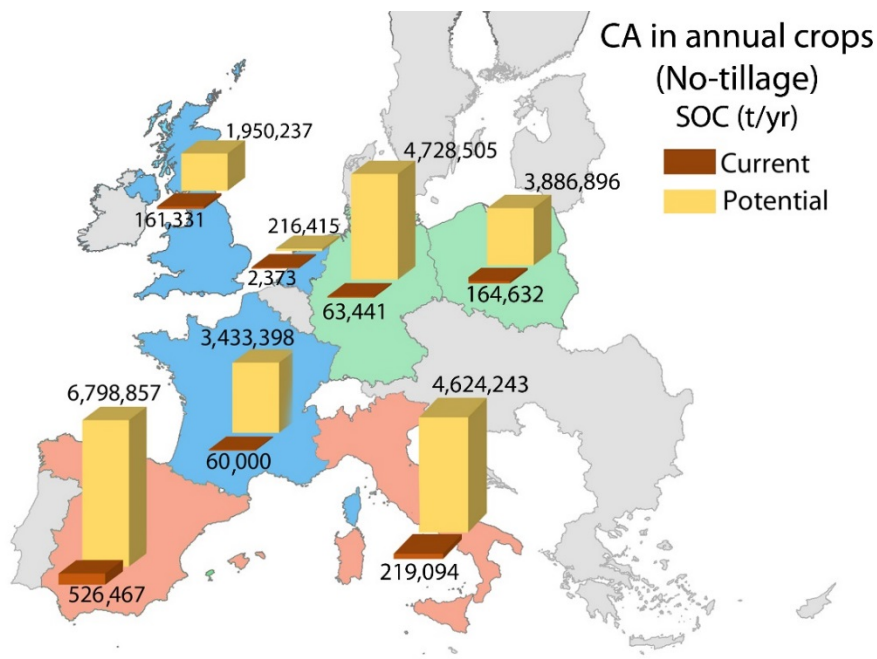 CA in annual crops
(No-tillage)
SOC (t/yr)
Current
Potential
1,950,237
161,331
216,415
2,373
4,728,505
63,441
3,886,896
164,632
3,433,398
60,000
6,798,857
526,467
4,624,243
219,094